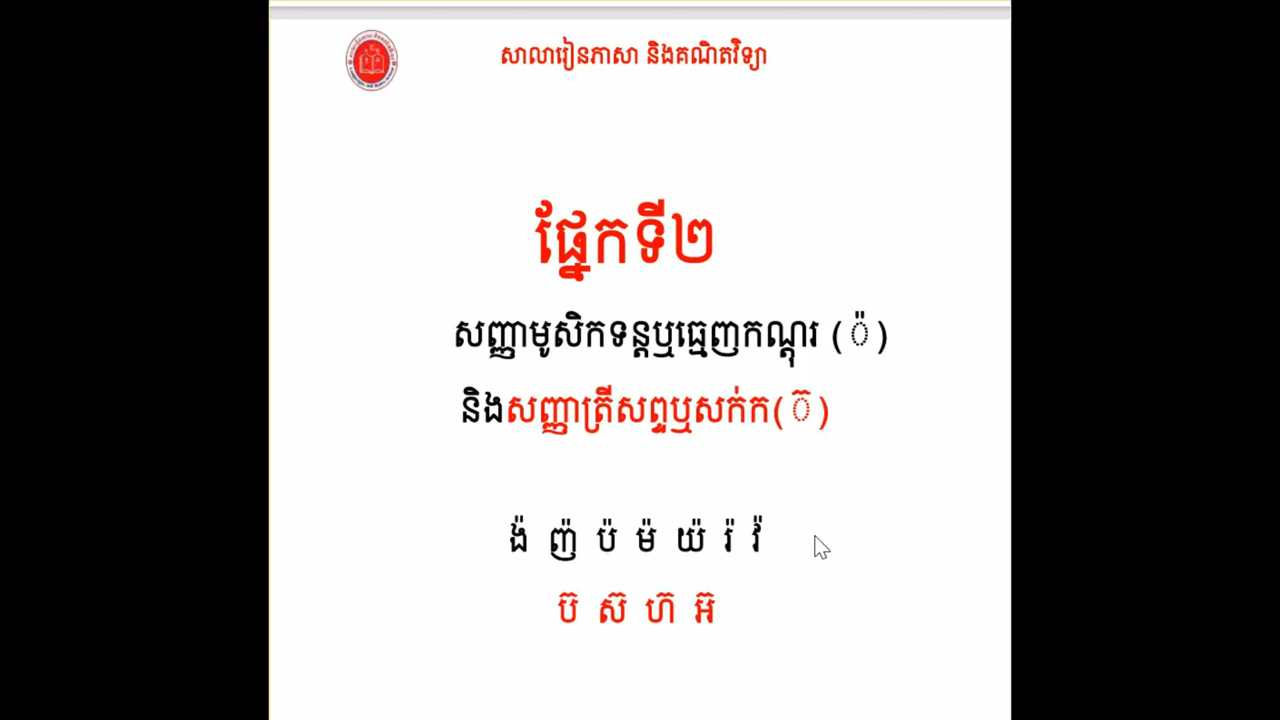 សាលារៀនភាសា និងគណិតវិទ្យា
ផ្នែកទី២
សញ្ញាមូសិកទន្តឬធ្មេញកណ្ដុរ (៉)
និងសញ្ញាត្រីសព្ទឬសក់ក(៊)
ង៉ ញ៉ ប៉ ម៉ យ៉ រ៉ វ៉
ប៊ ស៊ ហ៊ អ៊